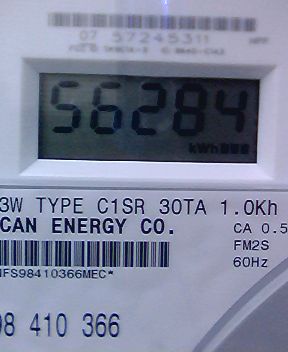 07 57245311
56284
kWh
3W TYPE C1SR 30TA 1.0Kh
CAN ENERGY CO.
CA 0.5
FM2S
NFS98410366MEC*
60Hz
98 410 366